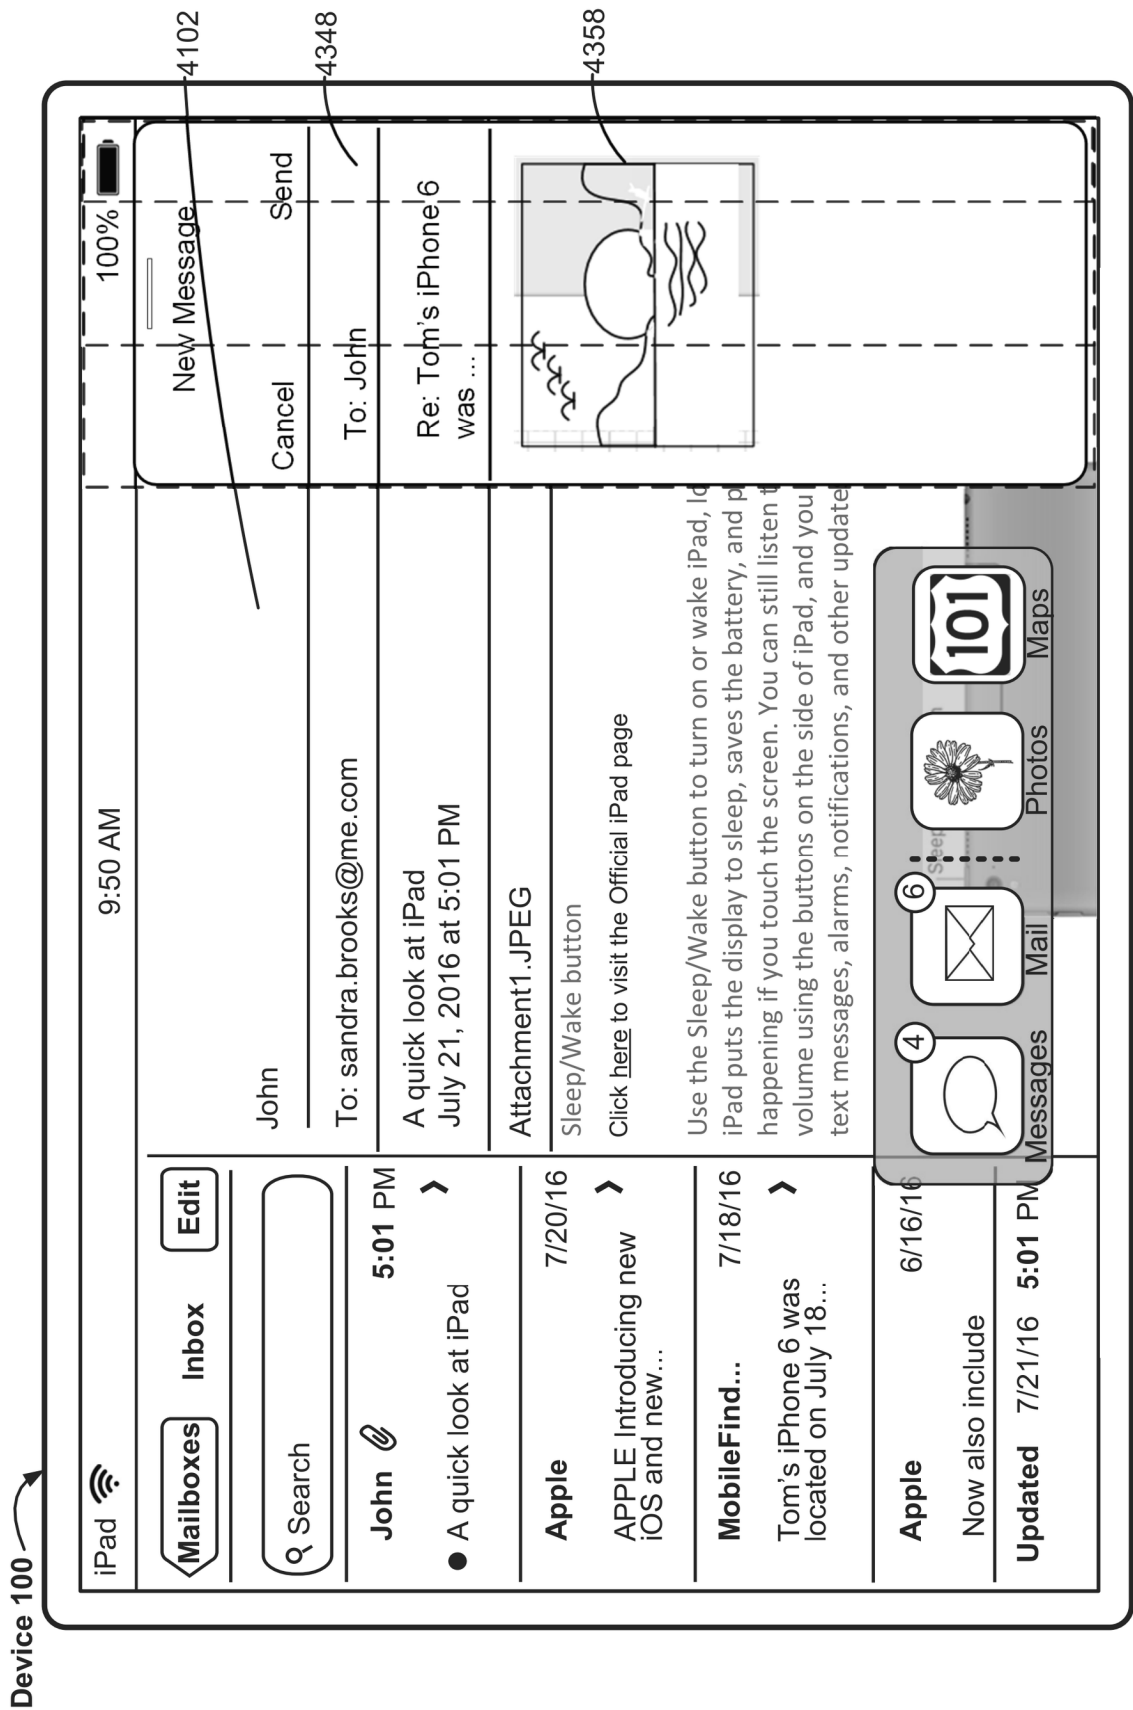 Device 100
iPad
9:50 AM
100%
Mailboxes
Inbox
Edit
Search
John
5:01 PM
A quick look at iPad
Apple
7/20/16
APPLE Introducing new
iOS and new...
MobileFind...
7/18/16
Tom's iPhone 6 was
located on July 18...
Apple
6/16/16
Now also include
Updated 7/21/16 5:01 PM
John
To: sandra.brooks@me.com
A quick look at iPad
July 21, 2016 at 5:01 PM
Attachment1.JPEG
Sleep/Wake button
Click here to visit the Official iPad page
Use the Sleep/Wake button to turn on or wake iPad, lo
iPad puts the display to sleep, saves the battery, and p
happening if you touch the screen. You can still listen t
volume using the buttons on the side of iPad, and you
text messages, alarms, notifications, and other update
New Message
Cancel
Send
To: John
Re: Tom's iPhone 6
was ...
4
Messages
6
Mail
Sleep
Photos
101
Maps
4102
4348
4358